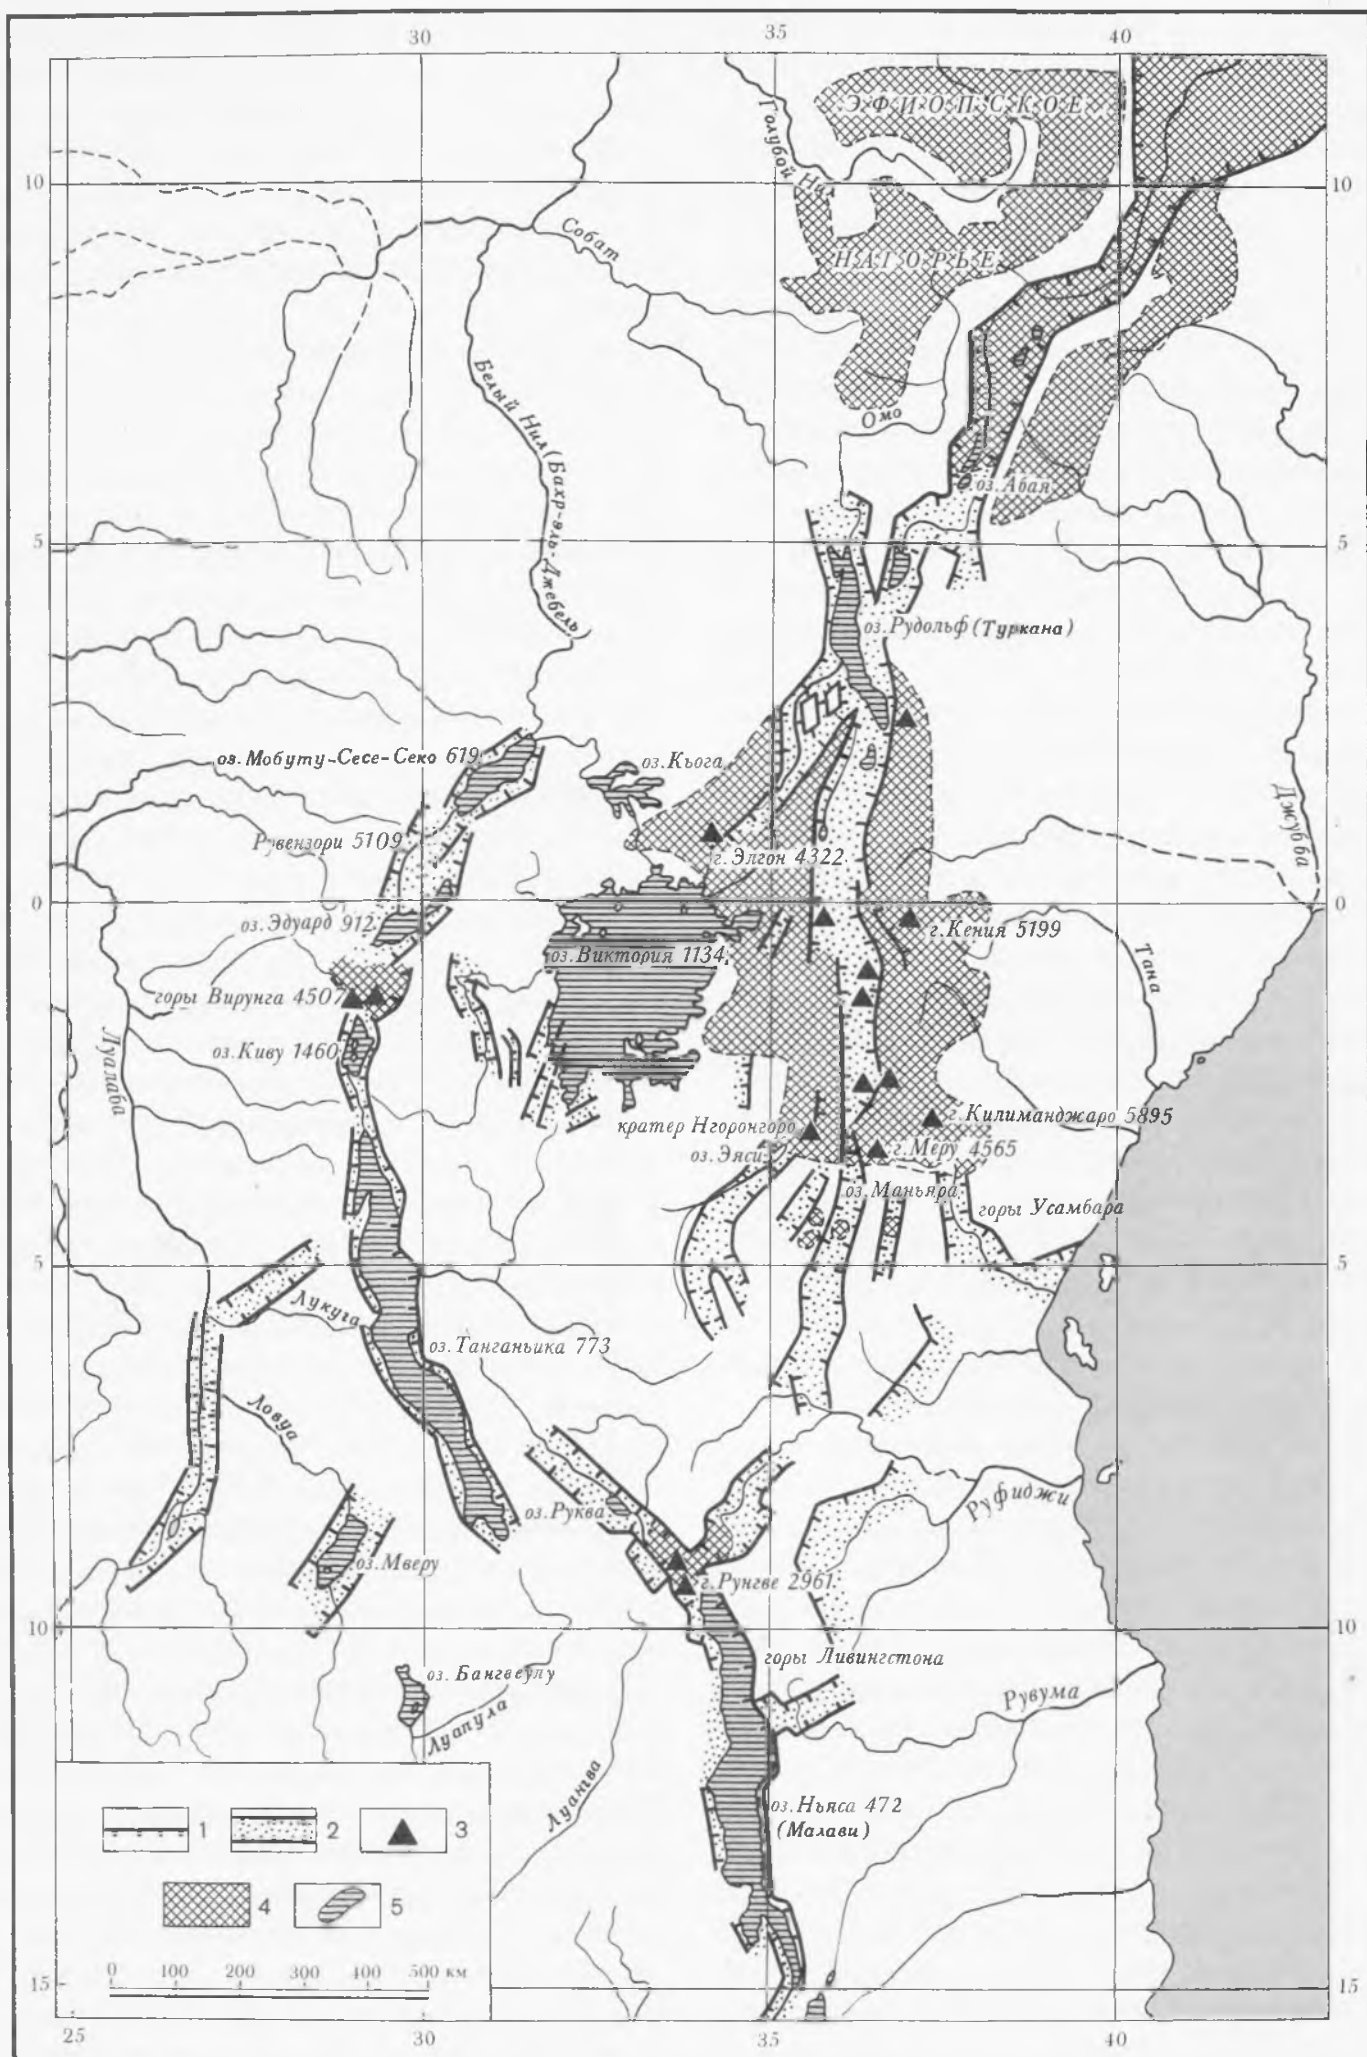 30
35
40
ЭФИОПСКОЕ
Голубой Нил
10
10
Собат
НАГОРЬЕ
Белый Нил (Бахр-эль-Джебель)
Омо
оз. Абая
5
5
оз. Рудольф (Туркана)
оз. Мобуту-Сесе-Секо 619
оз. Кьога
Джубба
Рувензори 5109
г. Элгон 4322
0
0
оз. Эдуард 912
г. Кения 5199
оз. Виктория 1134
Тана
горы Вирунга 4507
Луалаба
оз. Киву 1460
г. Килиманджаро 5895
кратер Нгоронгоро
г. Меру 4565
оз. Эяси
оз. Маньяра
горы Усамбара
5
5
Лукуга
оз. Танганьика 773
Ловуа
Руфиджи
оз. Руква
оз. Мверу
г. Рунгве 2961
10
10
горы Ливингстона
оз. Бангвеулу
Рувума
Луапула
Луангва
оз. Ньяса 472
(Малави)
1
2
3
4
5
0 100 200 300 400 500 км
15
15
25
30
35
40